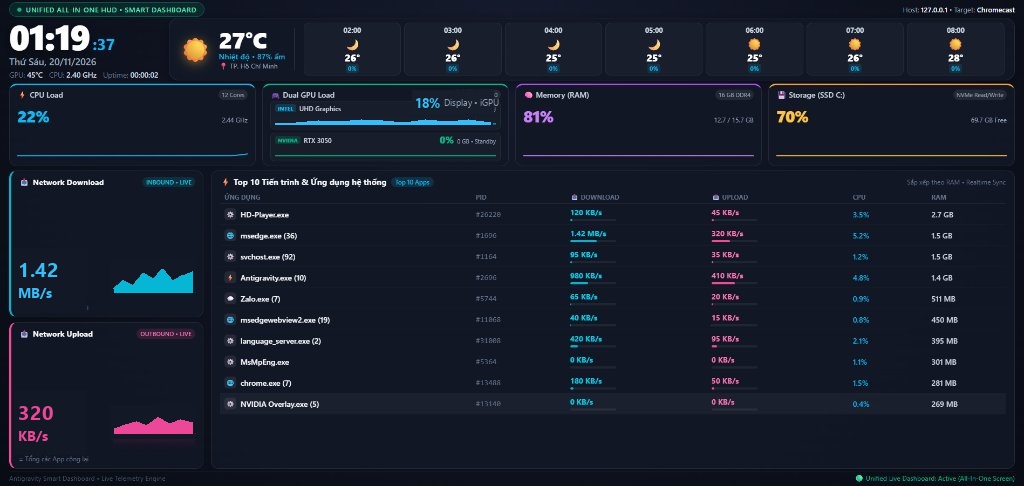 UNIFIED ALL IN ONE HUD • SMART DASHBOARD
Host: 127.0.0.1 • Target: Chromecast
01:19:37
Thứ Sáu, 20/11/2026
GPU: 45°C CPU: 2.40 GHz Uptime: 00:00:02
27°C
Nhiệt độ • 87% ẩm
TP. Hồ Chí Minh
02:00 03:00 04:00 05:00 06:00 07:00 08:00
26° 26° 25° 25° 25° 26° 28°
0% 0% 0% 0% 0% 0% 0%
CPU Load 12 Cores
22% 2.44 GHz
Dual GPU Load
INTEL UHD Graphics 18% Display • iGPU
NVIDIA RTX 3050 0% 0 GB • Standby
Memory (RAM) 16 GB DDR4
81% 12.7 / 15.7 GB
Storage (SSD C:) NVMe Read/Write
70% 69.7 GB Free
Network Download INBOUND • LIVE
1.42
MB/s
Network Upload OUTBOUND • LIVE
320
KB/s
= Tổng các App cộng lại
Top 10 Tiến trình & Ứng dụng hệ thống Top 10 Apps
Sắp xếp theo RAM • Realtime Sync
ỨNG DỤNG PID DOWNLOAD UPLOAD CPU RAM
HD-Player.exe #26220 120 KB/s 45 KB/s 3.5% 2.7 GB
msedge.exe (36) #1696 1.42 MB/s 320 KB/s 5.2% 1.5 GB
svchost.exe (92) #1164 95 KB/s 35 KB/s 1.2% 1.5 GB
Antigravity.exe (10) #2696 980 KB/s 410 KB/s 4.8% 1.4 GB
Zalo.exe (7) #5744 65 KB/s 20 KB/s 0.9% 511 MB
msedgewebview2.exe (19) #11068 40 KB/s 15 KB/s 0.8% 450 MB
language_server.exe (2) #31008 420 KB/s 95 KB/s 2.1% 395 MB
MsMpEng.exe #5364 0 KB/s 0 KB/s 1.1% 301 MB
chrome.exe (7) #13488 180 KB/s 50 KB/s 1.5% 281 MB
NVIDIA Overlay.exe (5) #13140 0 KB/s 0 KB/s 0.4% 269 MB
Antigravity Smart Dashboard • Live Telemetry Engine
Unified Live Dashboard: Active (All-In-One Screen)